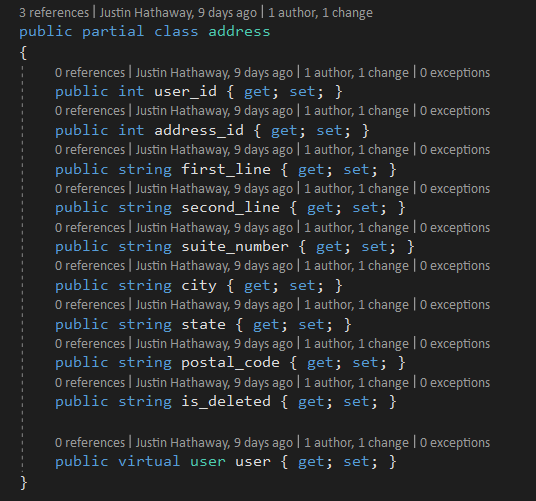 3 references | Justin Hathaway, 9 days ago | 1 author, 1 change
public partial class address
{
0 references | Justin Hathaway, 9 days ago | 1 author, 1 change | 0 exceptions
public int user_id { get; set; }
0 references | Justin Hathaway, 9 days ago | 1 author, 1 change | 0 exceptions
public int address_id { get; set; }
0 references | Justin Hathaway, 9 days ago | 1 author, 1 change | 0 exceptions
public string first_line { get; set; }
0 references | Justin Hathaway, 9 days ago | 1 author, 1 change | 0 exceptions
public string second_line { get; set; }
0 references | Justin Hathaway, 9 days ago | 1 author, 1 change | 0 exceptions
public string suite_number { get; set; }
0 references | Justin Hathaway, 9 days ago | 1 author, 1 change | 0 exceptions
public string city { get; set; }
0 references | Justin Hathaway, 9 days ago | 1 author, 1 change | 0 exceptions
public string state { get; set; }
0 references | Justin Hathaway, 9 days ago | 1 author, 1 change | 0 exceptions
public string postal_code { get; set; }
0 references | Justin Hathaway, 9 days ago | 1 author, 1 change | 0 exceptions
public string is_deleted { get; set; }
0 references | Justin Hathaway, 9 days ago | 1 author, 1 change | 0 exceptions
public virtual user user { get; set; }
}